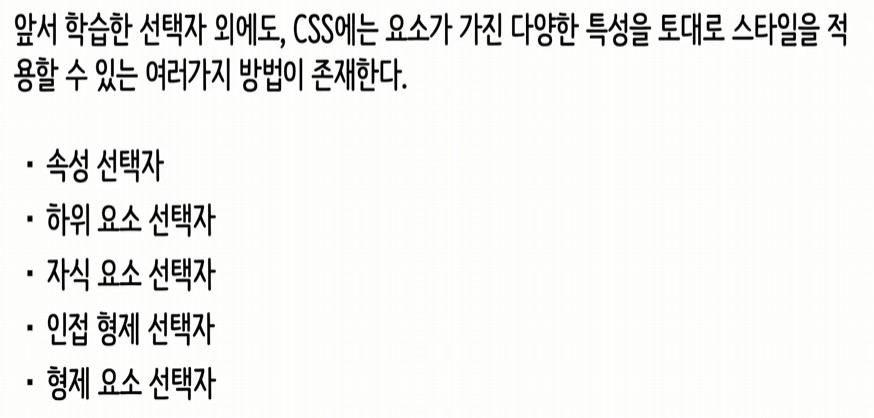 앞서 학습한 선택자 외에도, CSS에는 요소가 가진 다양한 특성을 토대로 스타일을 적
용할 수 있는 여러가지 방법이 존재한다.
· 속성 선택자
· 하위 요소 선택자
· 자식 요소 선택자
· 인접 형제 선택자
· 형제 요소 선택자